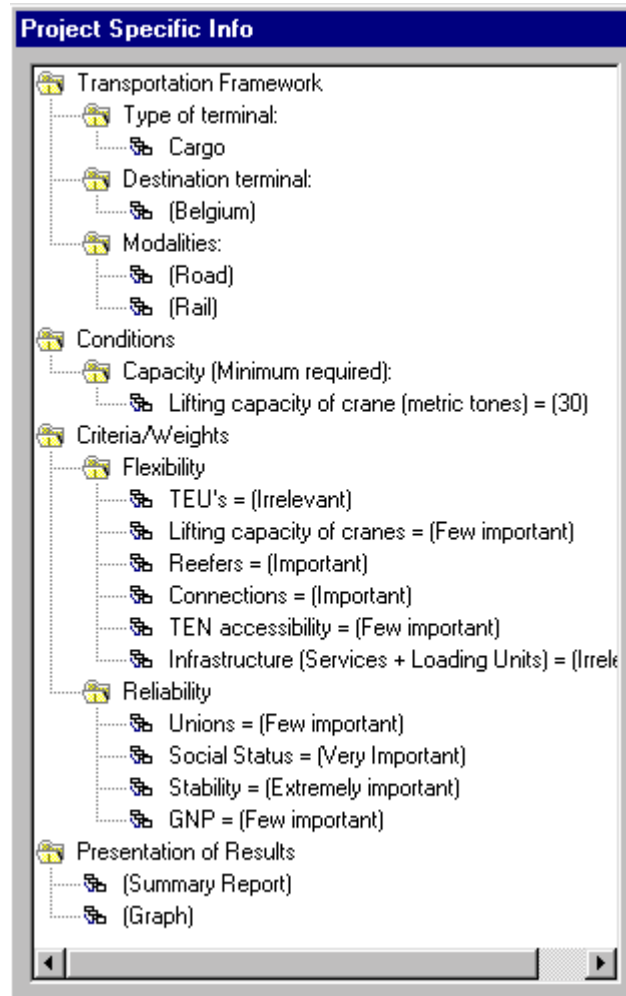 Project Specific Info
Transportation Framework
Type of terminal:
Cargo
Destination terminal:
(Belgium)
Modalities:
(Road)
(Rail)
Conditions
Capacity (Minimum required):
Lifting capacity of crane (metric tones) = (30)
Criteria/Weights
Flexibility
TEU's = (Irrelevant)
Lifting capacity of cranes = (Few important)
Reefers = (Important)
Connections = (Important)
TEN accessibility = (Few important)
Infrastructure (Services + Loading Units) = (Irrele
Reliability
Unions = (Few important)
Social Status = (Very Important)
Stability = (Extremely important)
GNP = (Few important)
Presentation of Results
(Summary Report)
(Graph)